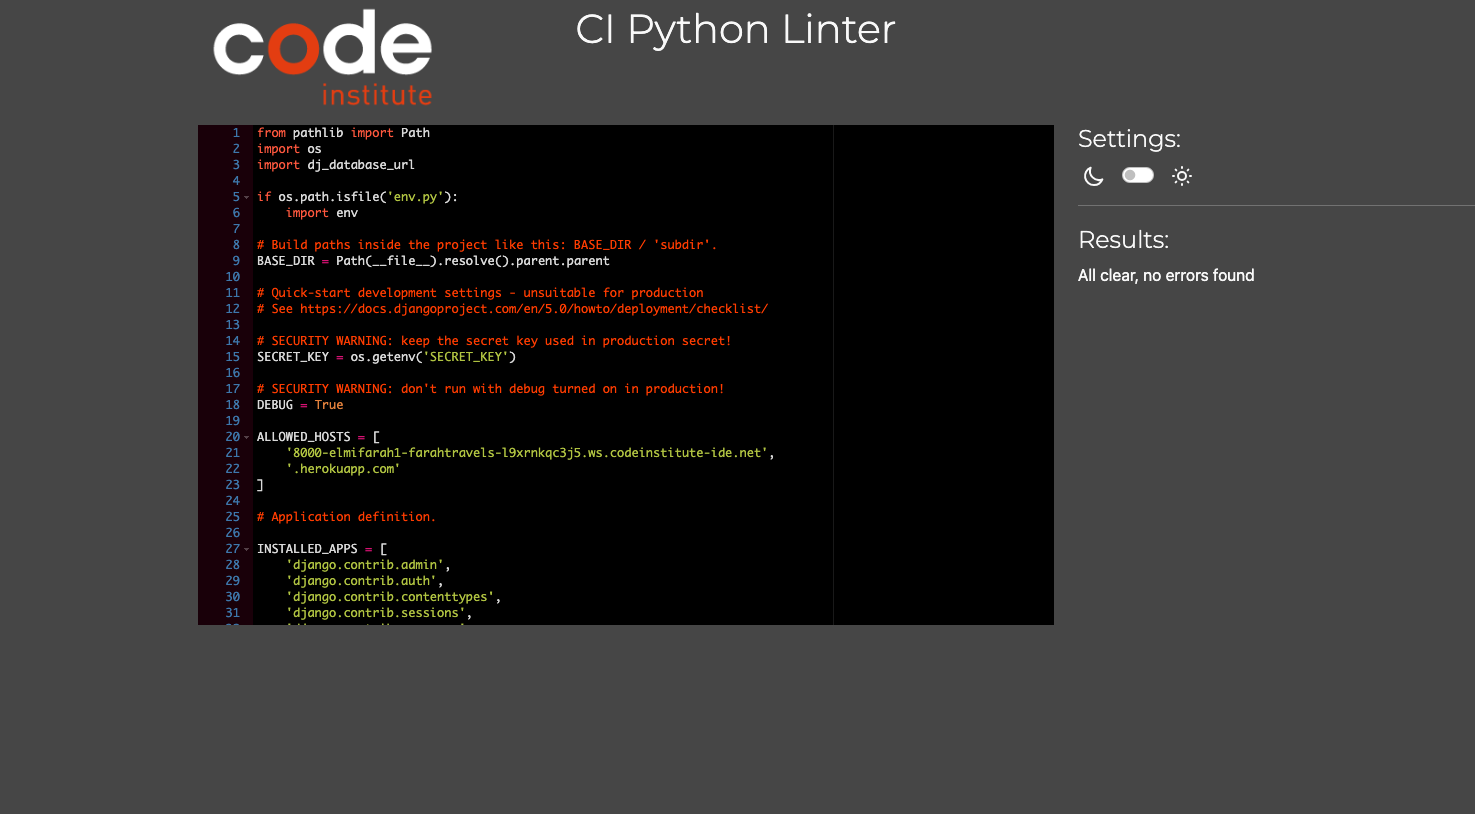 code
institute
CI Python Linter
1 from pathlib import Path
2 import os
3 import dj_database_url
4
5 if os.path.isfile('env.py'):
6     import env
7
8 # Build paths inside the project like this: BASE_DIR / 'subdir'.
9 BASE_DIR = Path(__file__).resolve().parent.parent
10
11 # Quick-start development settings - unsuitable for production
12 # See https://docs.djangoproject.com/en/5.0/howto/deployment/checklist/
13
14 # SECURITY WARNING: keep the secret key used in production secret!
15 SECRET_KEY = os.getenv('SECRET_KEY')
16
17 # SECURITY WARNING: don't run with debug turned on in production!
18 DEBUG = True
19
20 ALLOWED_HOSTS = [
21     '8000-elmifarah1-farahtravels-l9xrnkqc3j5.ws.codeinstitute-ide.net',
22     '.herokuapp.com'
23 ]
24
25 # Application definition.
26
27 INSTALLED_APPS = [
28     'django.contrib.admin',
29     'django.contrib.auth',
30     'django.contrib.contenttypes',
31     'django.contrib.sessions',
Settings:
Results:
All clear, no errors found